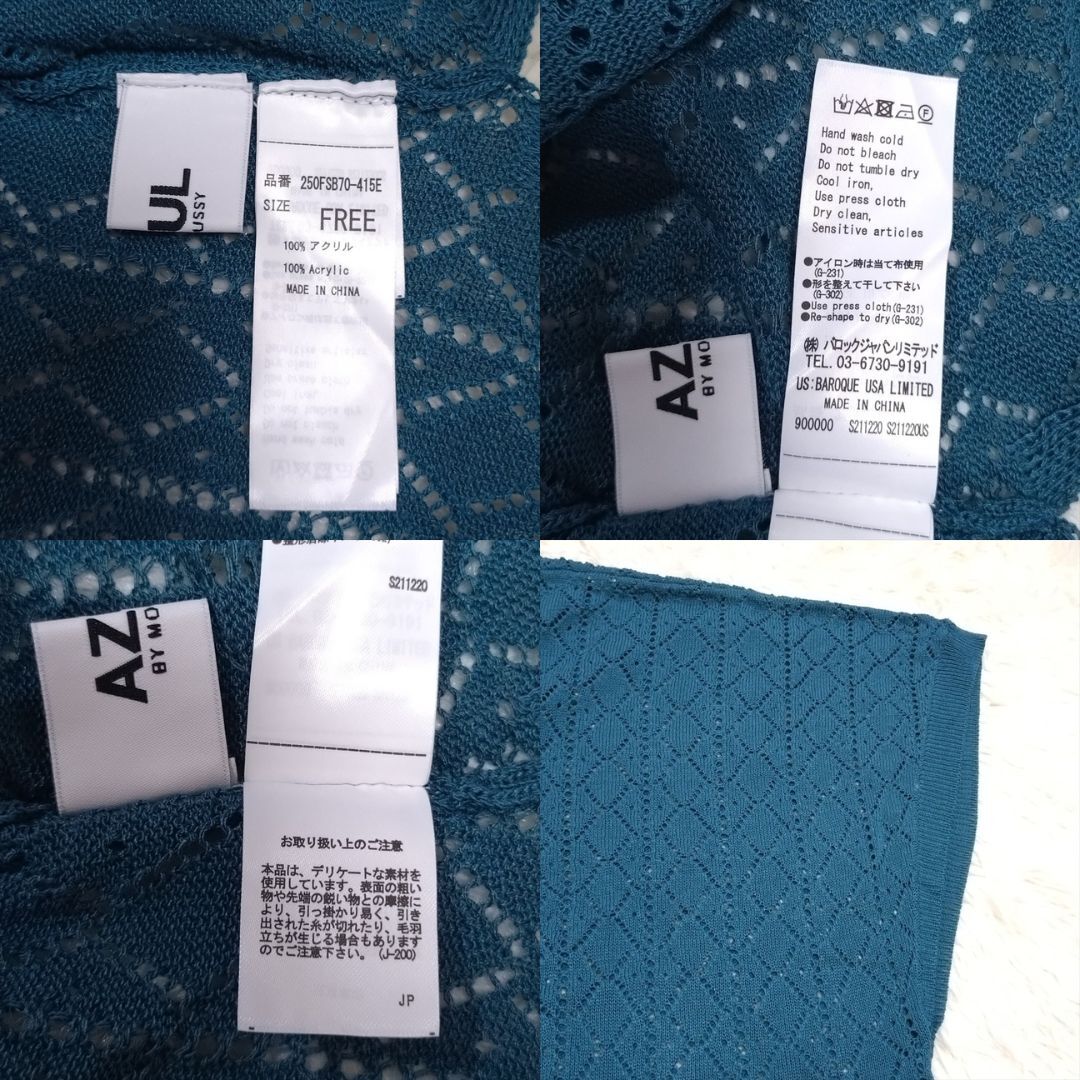 UL
USSY
品番 250FSB70-415E
SIZE FREE
100% アクリル
100% Acrylic
MADE IN CHINA
Hand wash cold
Do not bleach
Do not tumble dry
Cool iron,
Use press cloth
Dry clean,
Sensitive articles
●アイロン時は当て布使用
(G-231)
●形を整えて干して下さい
(G-302)
●Use press cloth(G-231)
●Re-shape to dry(G-302)
㈱ バロックジャパンリミテッド
TEL. 03-6730-9191
US:BAROQUE USA LIMITED
MADE IN CHINA
900000 S211220 S211220US
AZ
BY MO
S211220
AZ
BY MO
お取り扱い上のご注意
本品は、デリケートな素材を
使用しています。表面の粗い
物や先端の鋭い物との摩擦に
より、引っ掛かり易く、引き
出された糸が切れたり、毛羽
立ちが生じる場合もあります
のでご注意下さい。(J-200)
JP